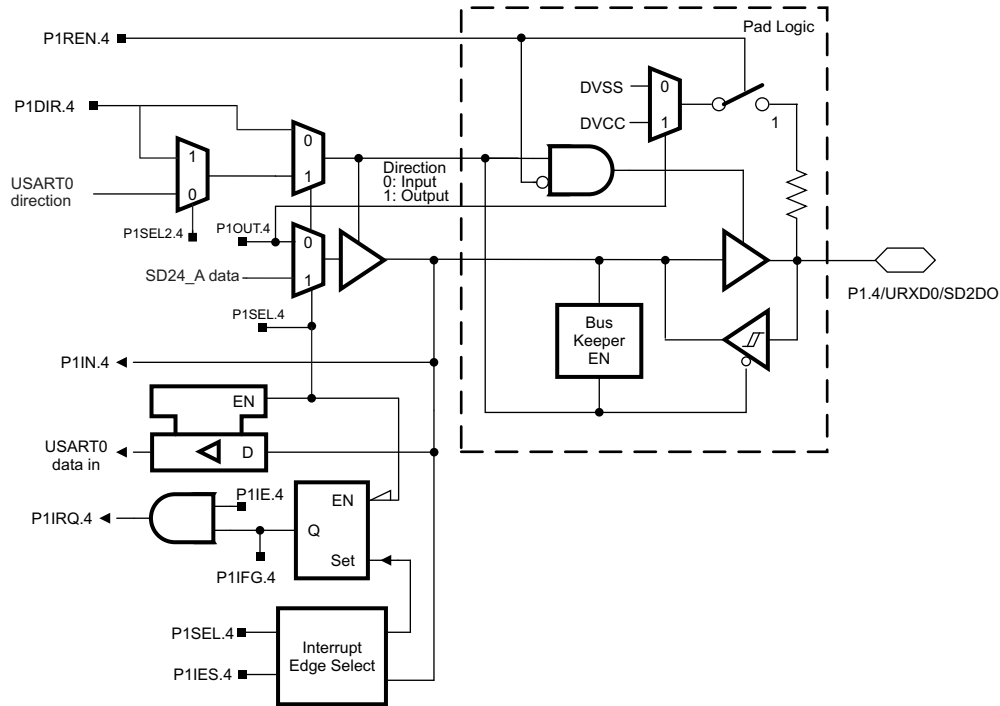 Pad Logic
P1REN.4
DVSS
0
DVCC
1
1
P1DIR.4
0
1
1
0
USART0
direction
Direction
0: Input
1: Output
P1SEL2.4
P1OUT.4
0
SD24_A data
1
P1.4/URXD0/SD2DO
P1SEL.4
Bus
Keeper
EN
P1IN.4
EN
USART0
data in
D
P1IE.4
EN
P1IRQ.4
Q
Set
P1IFG.4
P1SEL.4
Interrupt
Edge Select
P1IES.4